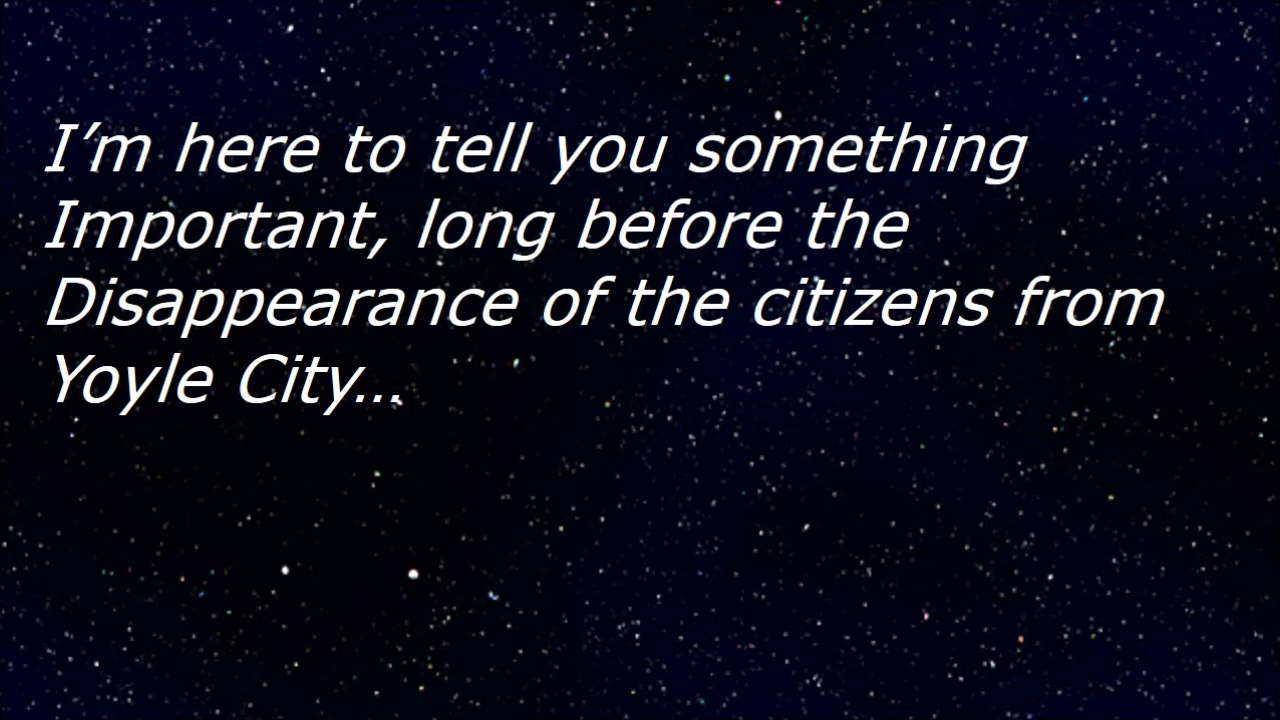 I’m here to tell you something
Important, long before the
Disappearance of the citizens from
Yoyle City…